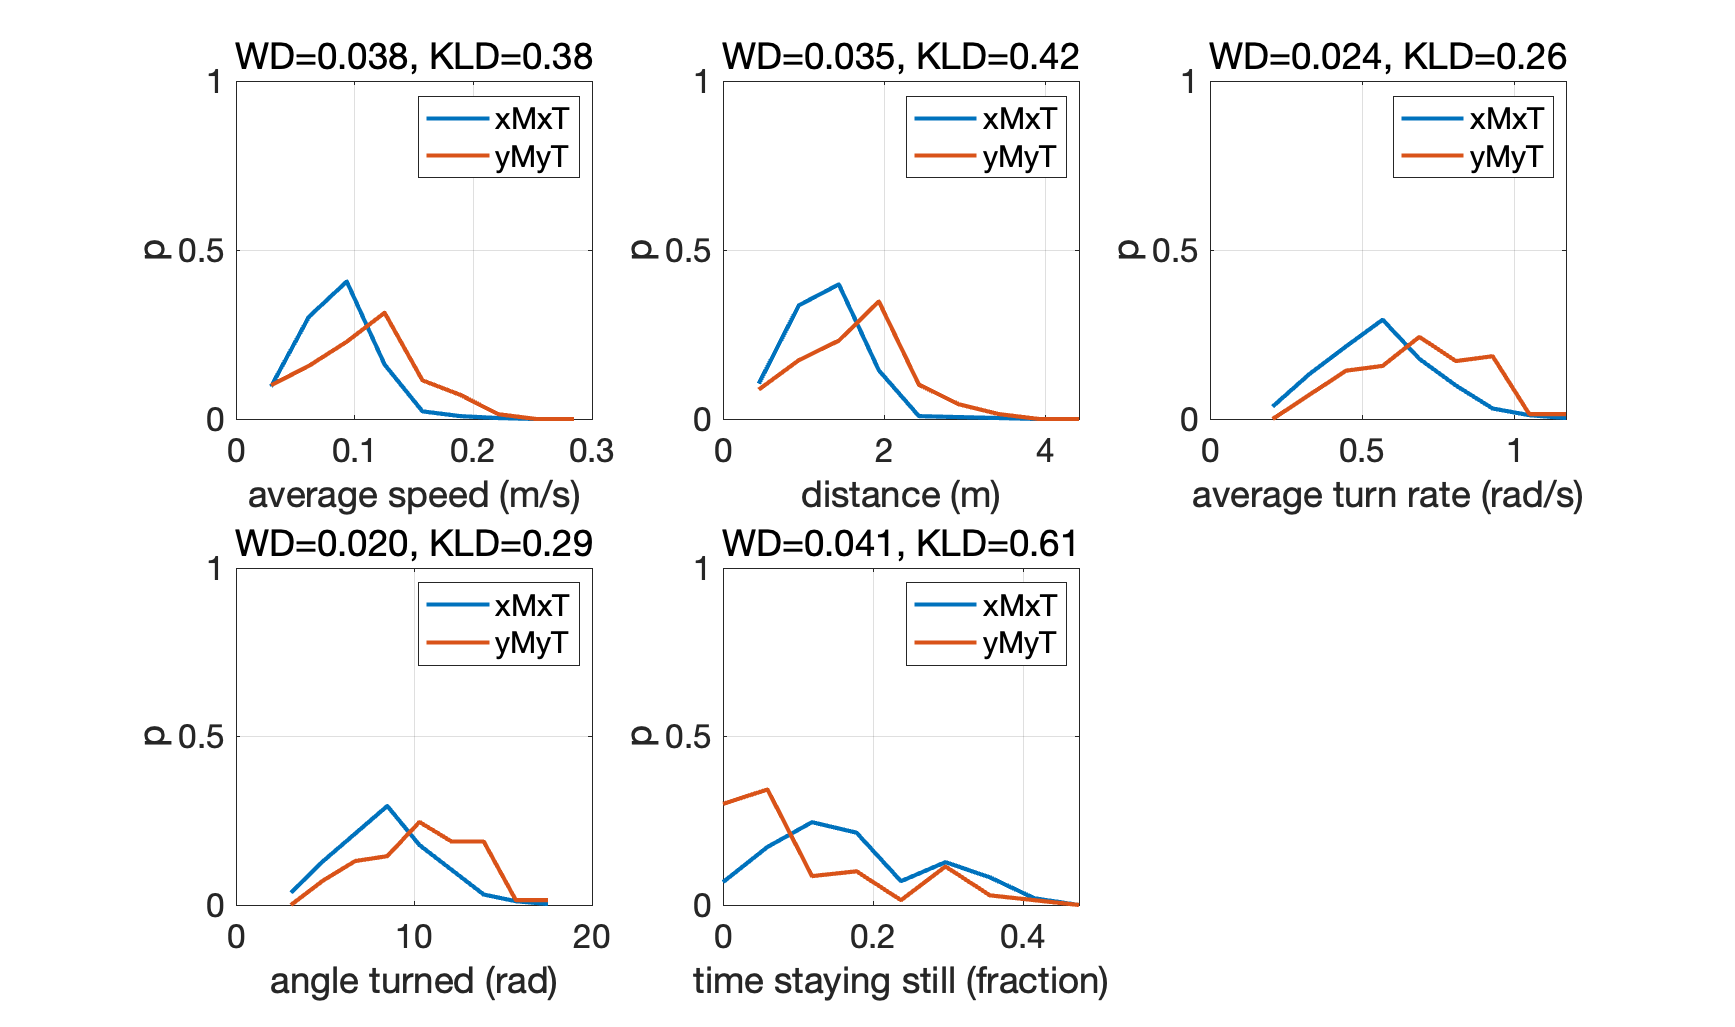 WD=0.038, KLD=0.38
1
0.5
0
p
xMxT
yMyT
0 0.1 0.2 0.3
average speed (m/s)
WD=0.035, KLD=0.42
1
0.5
0
p
xMxT
yMyT
0 2 4
distance (m)
WD=0.024, KLD=0.26
1
0.5
0
p
xMxT
yMyT
0 0.5 1
average turn rate (rad/s)
WD=0.020, KLD=0.29
1
0.5
0
p
xMxT
yMyT
0 10 20
angle turned (rad)
WD=0.041, KLD=0.61
1
0.5
0
p
xMxT
yMyT
0 0.2 0.4
time staying still (fraction)